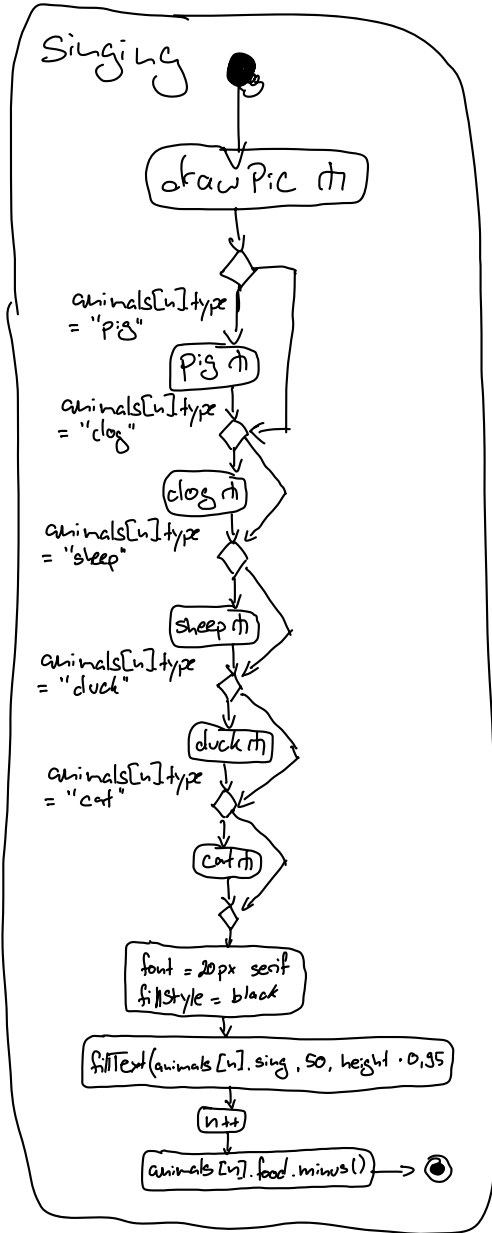 Singing
drawPic
animals[n].type
= "pig"
pig
animals[n].type
= "dog"
dog
animals[n].type
= "sheep"
sheep
animals[n].type
= "duck"
duck
animals[n].type
= "cat"
cat
font = 20px serif
fillStyle = black
fillText(animals[n].sing, 50, height · 0,95
n++
animals[n].food.minus()